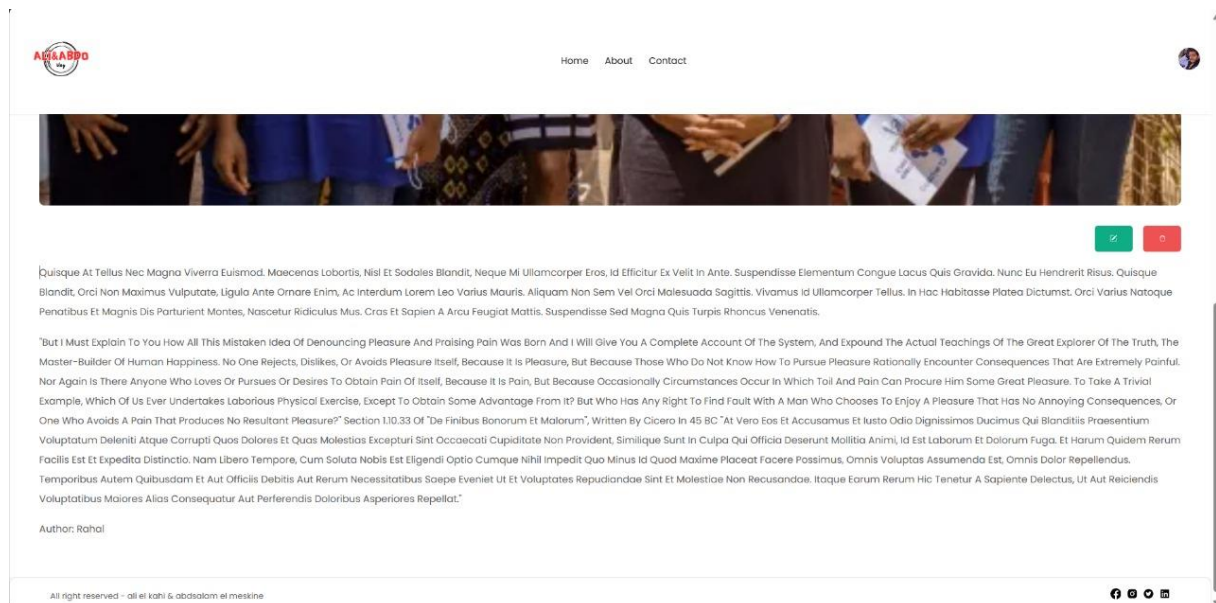 ALI&ABDO
blog
Home About Contact
Quisque At Tellus Nec Magna Viverra Euismod. Maecenas Lobortis, Nisl Et Sodales Blandit, Neque Mi Ullamcorper Eros, Id Efficitur Ex Velit In Ante. Suspendisse Elementum Congue Lacus Quis Gravida. Nunc Eu Hendrerit Risus. Quisque
Blandit, Orci Non Maximus Vulputate, Ligula Ante Ornare Enim, Ac Interdum Lorem Leo Varius Mauris. Aliquam Non Sem Vel Orci Malesuada Sagittis. Vivamus Id Ullamcorper Tellus. In Hac Habitasse Platea Dictumst. Orci Varius Natoque
Penatibus Et Magnis Dis Parturient Montes, Nascetur Ridiculus Mus. Cras Et Sapien A Arcu Feugiat Mattis. Suspendisse Sed Magna Quis Turpis Rhoncus Venenatis.
"But I Must Explain To You How All This Mistaken Idea Of Denouncing Pleasure And Praising Pain Was Born And I Will Give You A Complete Account Of The System, And Expound The Actual Teachings Of The Great Explorer Of The Truth, The
Master-Builder Of Human Happiness. No One Rejects, Dislikes, Or Avoids Pleasure Itself, Because It Is Pleasure, But Because Those Who Do Not Know How To Pursue Pleasure Rationally Encounter Consequences That Are Extremely Painful.
Nor Again Is There Anyone Who Loves Or Pursues Or Desires To Obtain Pain Of Itself, Because It Is Pain, But Because Occasionally Circumstances Occur In Which Toil And Pain Can Procure Him Some Great Pleasure. To Take A Trivial
Example, Which Of Us Ever Undertakes Laborious Physical Exercise, Except To Obtain Some Advantage From It? But Who Has Any Right To Find Fault With A Man Who Chooses To Enjoy A Pleasure That Has No Annoying Consequences, Or
One Who Avoids A Pain That Produces No Resultant Pleasure?" Section 1.10.33 Of "De Finibus Bonorum Et Malorum", Written By Cicero In 45 BC "At Vero Eos Et Accusamus Et Iusto Odio Dignissimos Ducimus Qui Blanditiis Praesentium
Voluptatum Deleniti Atque Corrupti Quos Dolores Et Quas Molestias Excepturi Sint Occaecati Cupiditate Non Provident, Similique Sunt In Culpa Qui Officia Deserunt Mollitia Animi, Id Est Laborum Et Dolorum Fuga. Et Harum Quidem Rerum
Facilis Est Et Expedita Distinctio. Nam Libero Tempore, Cum Soluta Nobis Est Eligendi Optio Cumque Nihil Impedit Quo Minus Id Quod Maxime Placeat Facere Possimus, Omnis Voluptas Assumenda Est, Omnis Dolor Repellendus.
Temporibus Autem Quibusdam Et Aut Officiis Debitis Aut Rerum Necessitatibus Saepe Eveniet Ut Et Voluptates Repudiandae Sint Et Molestiae Non Recusandae. Itaque Earum Rerum Hic Tenetur A Sapiente Delectus, Ut Aut Reiciendis
Voluptatibus Maiores Alias Consequatur Aut Perferendis Doloribus Asperiores Repellat."
Author: Rahal
All right reserved - ali el kahi & abdsalam el meskine